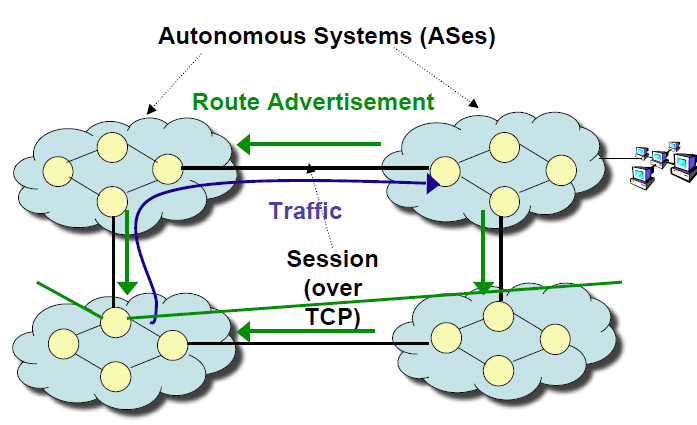 Autonomous Systems (ASes)
Route Advertisement
Traffic
Session
(over
TCP)